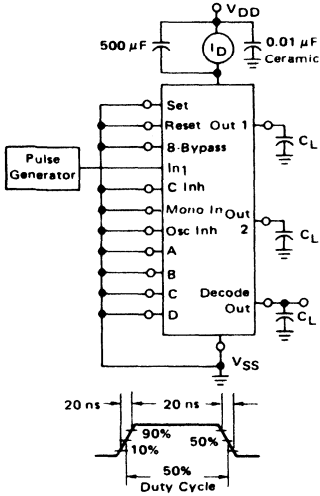 VDD
500 μF
ID
0.01 μF
Ceramic
Set
Reset
Out 1
8-Bypass
CL
Pulse
Generator
In1
C Inh
Mono In
Out
2
Osc Inh
CL
A
B
C
Decode
Out
D
CL
VSS
20 ns
20 ns
90%
50%
10%
50%
Duty Cycle